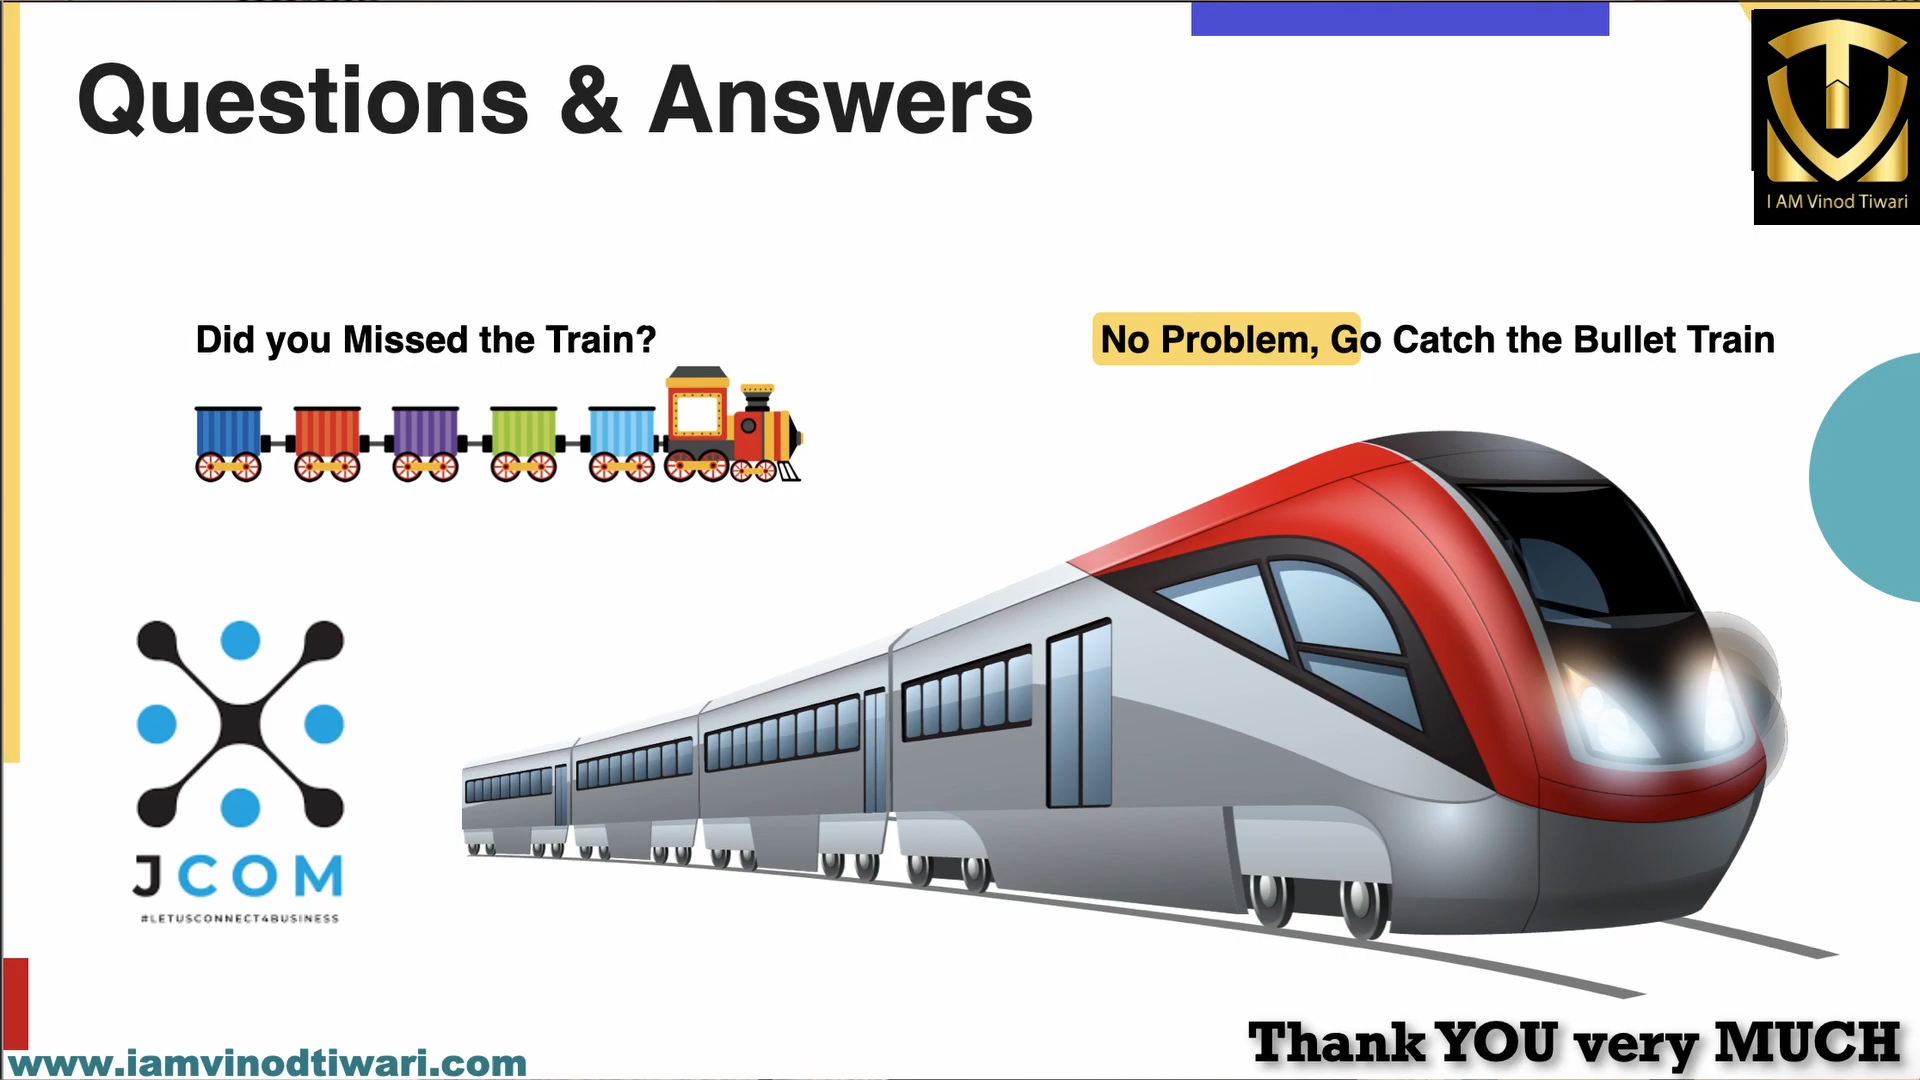 Questions & Answers
I AM Vinod Tiwari
Did you Missed the Train?
No Problem, Go Catch the Bullet Train
JCOM
#LETUSCONNECT4BUSINESS
Thank YOU very MUCH
www.iamvinodtiwari.com